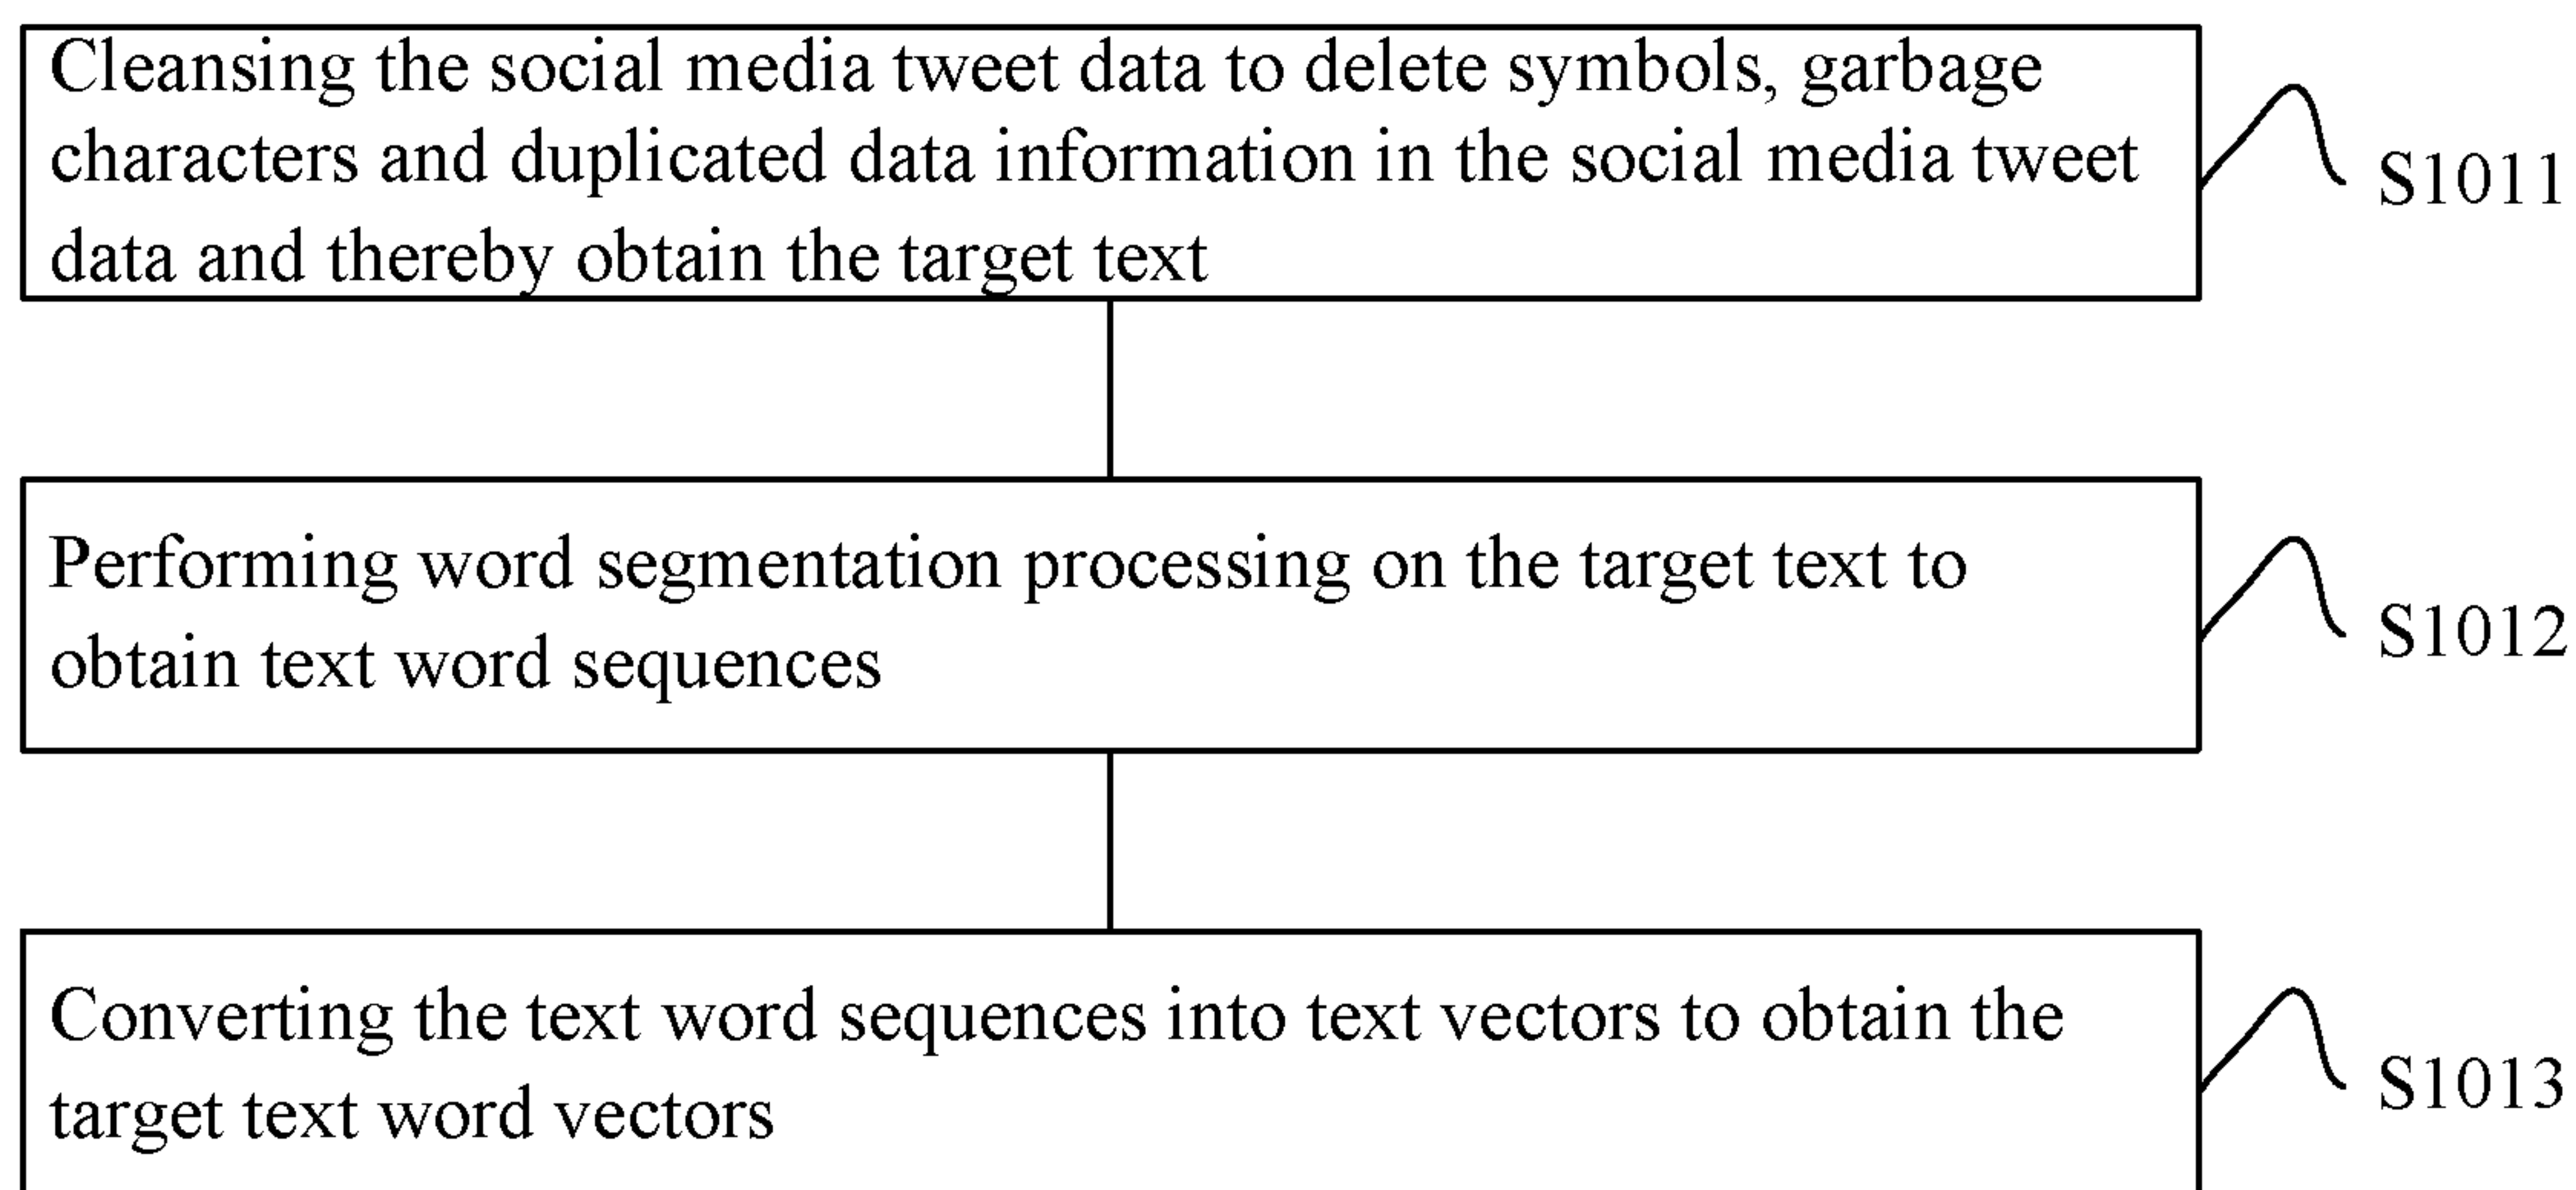 Cleansing the social media tweet data to delete symbols, garbage
characters and duplicated data information in the social media tweet
data and thereby obtain the target text
S1011
Performing word segmentation processing on the target text to
obtain text word sequences
S1012
Converting the text word sequences into text vectors to obtain the
target text word vectors
S1013